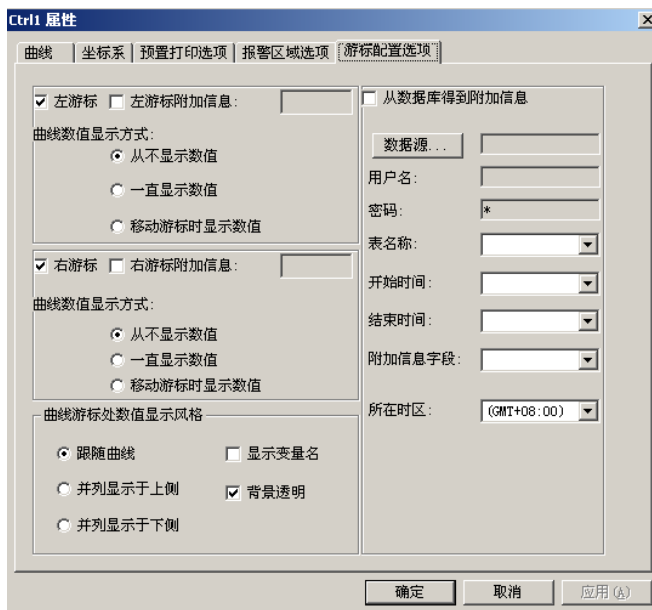 Ctrl1 属性
曲线 坐标系 预置打印选项 报警区域选项 游标配置选项
左游标 左游标附加信息:
曲线数值显示方式:
从不显示数值
一直显示数值
移动游标时显示数值
右游标 右游标附加信息:
曲线数值显示方式:
从不显示数值
一直显示数值
移动游标时显示数值
曲线游标处数值显示风格
跟随曲线 显示变量名
并列显示于上侧 背景透明
并列显示于下侧
从数据库得到附加信息
数据源...
用户名:
密码: *
表名称:
开始时间:
结束时间:
附加信息字段:
所在时区: (GMT+08:00)
确定 取消 应用(A)